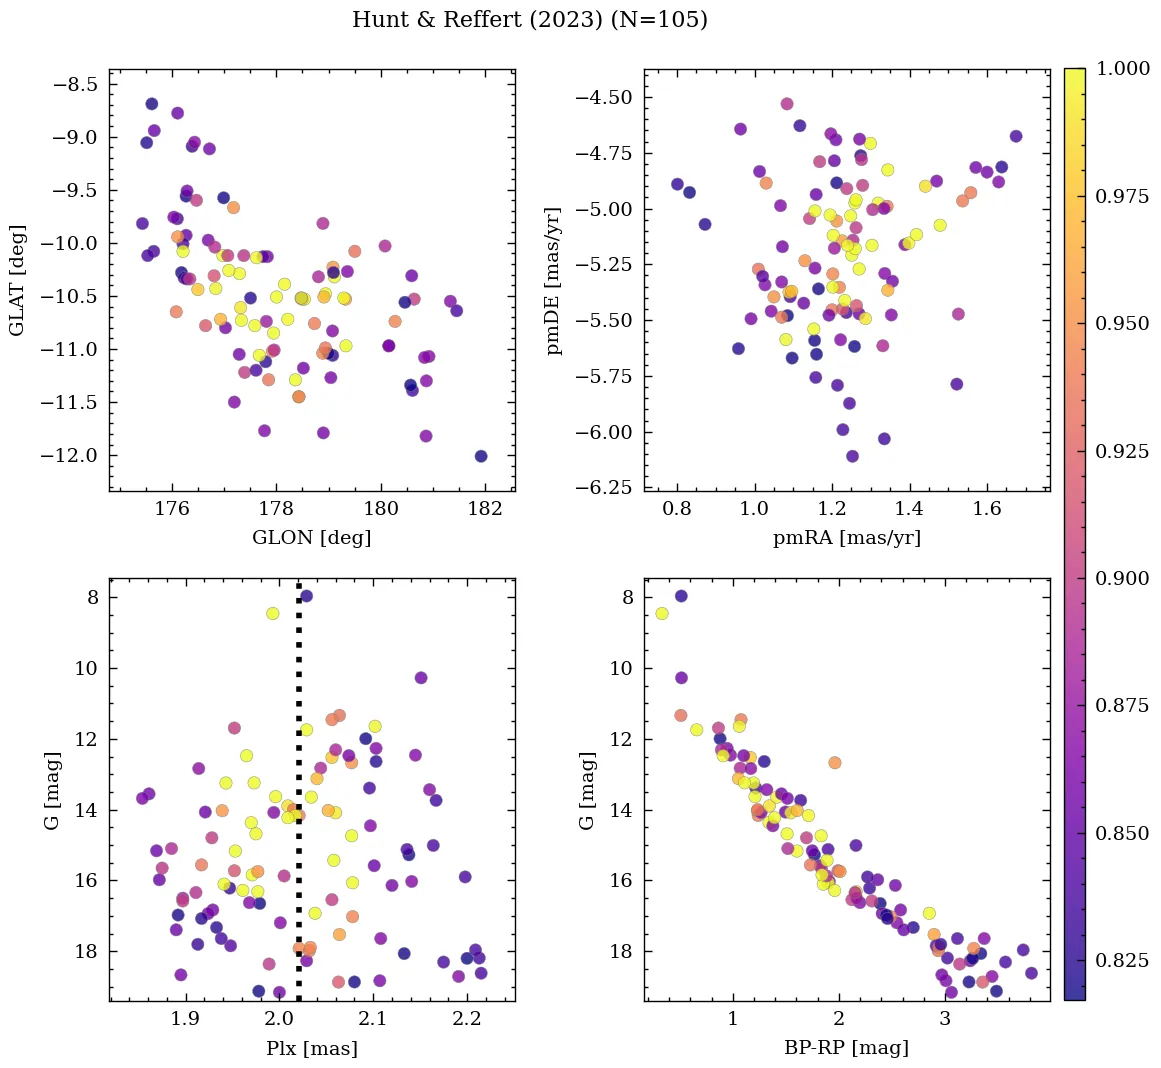 Hunt & Reffert (2023) (N=105)
−8.5
−9.0
−9.5
−10.0
−10.5
−11.0
−11.5
−12.0
GLAT [deg]
176 178 180 182
GLON [deg]
−4.50
−4.75
−5.00
−5.25
−5.50
−5.75
−6.00
−6.25
pmDE [mas/yr]
0.8 1.0 1.2 1.4 1.6
pmRA [mas/yr]
8
10
12
14
16
18
G [mag]
1.9 2.0 2.1 2.2
Plx [mas]
8
10
12
14
16
18
G [mag]
1 2 3
BP-RP [mag]
1.000
0.975
0.950
0.925
0.900
0.875
0.850
0.825